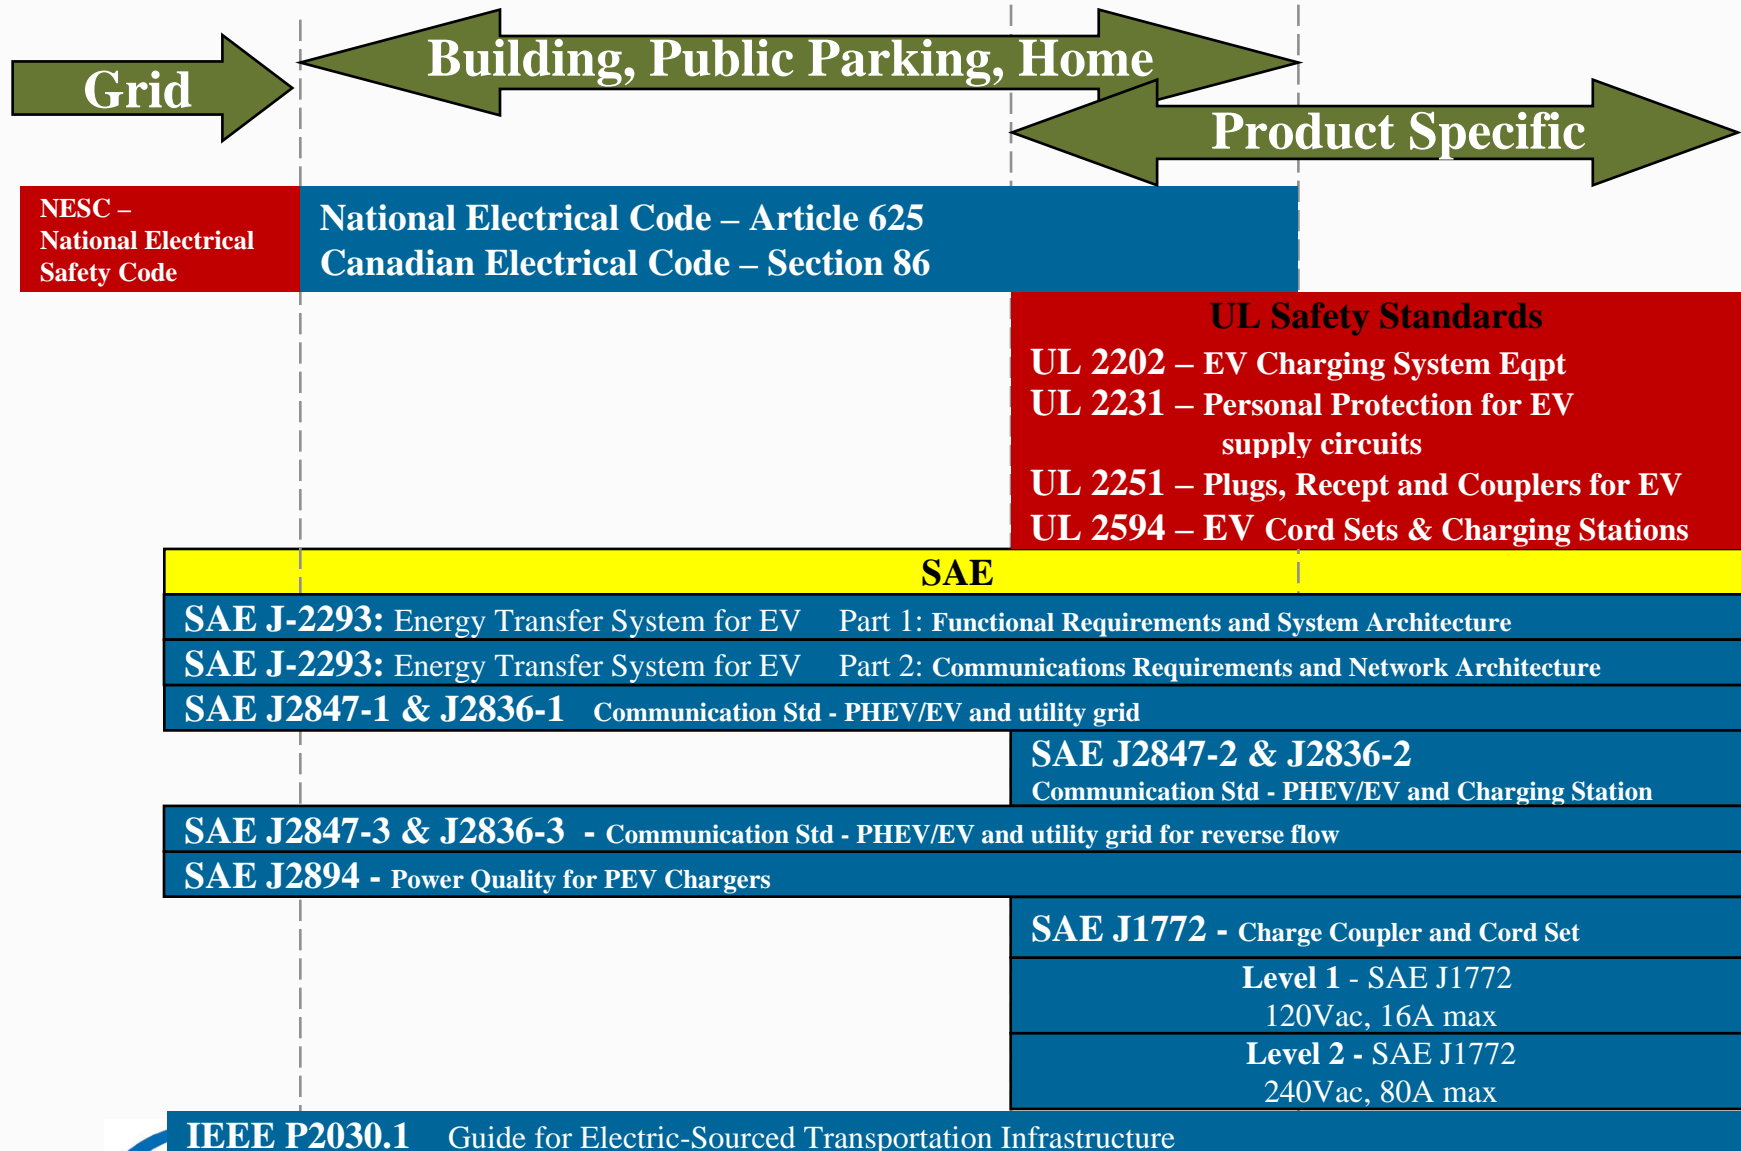 Building, Public Parking, Home
Grid
Product Specific
NESC –
National Electrical
Safety Code
National Electrical Code – Article 625
Canadian Electrical Code – Section 86
UL Safety Standards
UL 2202 – EV Charging System Eqpt
UL 2231 – Personal Protection for EV
supply circuits
UL 2251 – Plugs, Recept and Couplers for EV
UL 2594 – EV Cord Sets & Charging Stations
SAE
SAE J-2293: Energy Transfer System for EV Part 1: Functional Requirements and System Architecture
SAE J-2293: Energy Transfer System for EV Part 2: Communications Requirements and Network Architecture
SAE J2847-1 & J2836-1 Communication Std - PHEV/EV and utility grid
SAE J2847-2 & J2836-2
Communication Std - PHEV/EV and Charging Station
SAE J2847-3 & J2836-3 - Communication Std - PHEV/EV and utility grid for reverse flow
SAE J2894 - Power Quality for PEV Chargers
SAE J1772 - Charge Coupler and Cord Set
Level 1 - SAE J1772
120Vac, 16A max
Level 2 - SAE J1772
240Vac, 80A max
IEEE P2030.1 Guide for Electric-Sourced Transportation Infrastructure